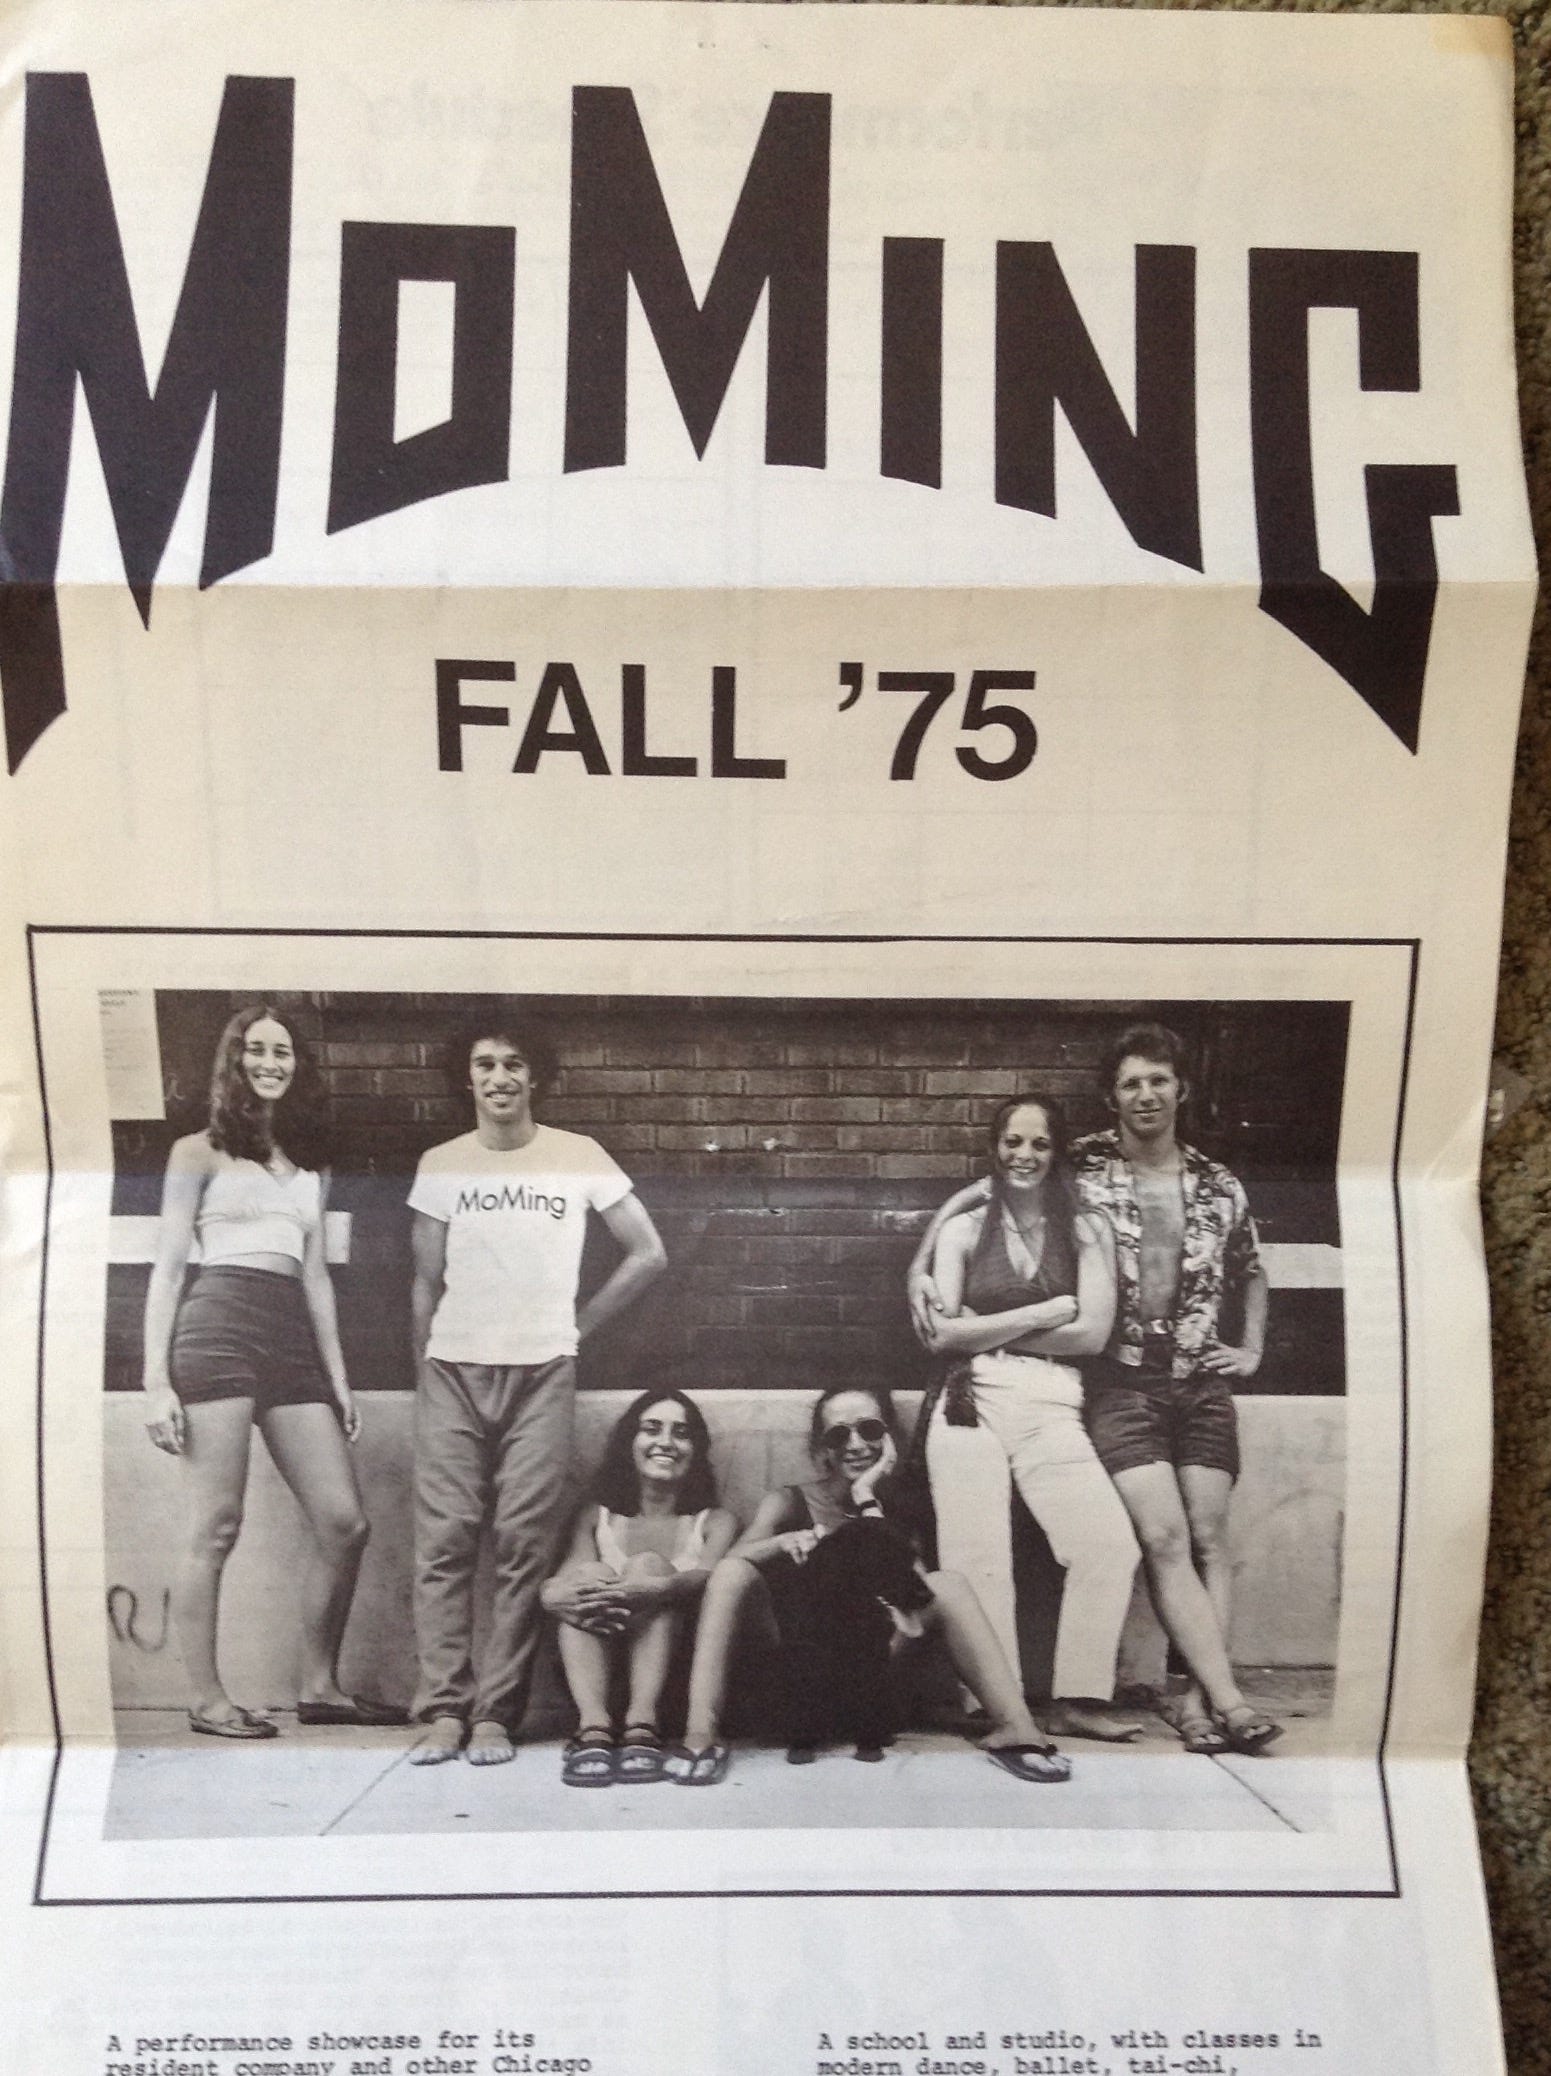 MOMING
FALL '75
MoMing
A performance showcase for its
resident company and other Chicago
A school and studio, with classes in
modern dance, ballet, tai-chi,